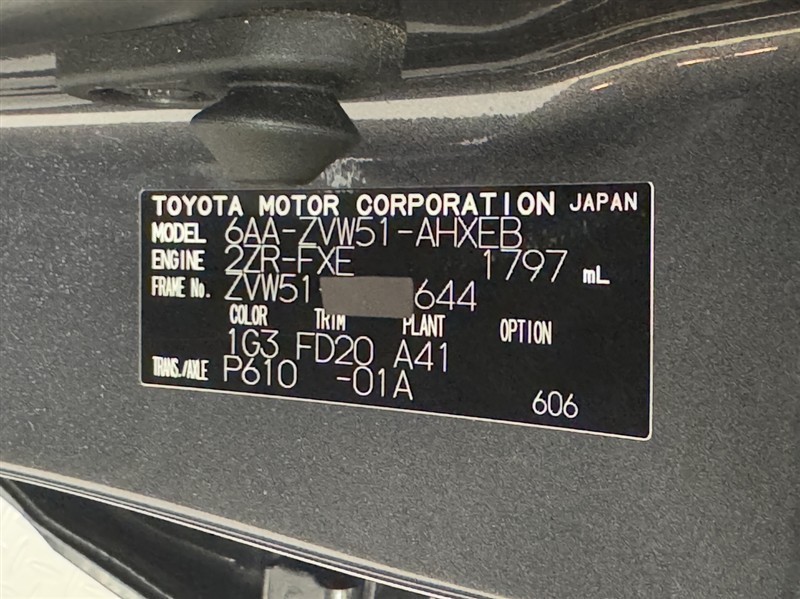 TOYOTA MOTOR CORPORATION JAPAN
MODEL 6AA-ZVW51-AHXEB
ENGINE 2ZR-FXE 1797 mL
FRAME No. ZVW51 644
COLOR TRIM PLANT OPTION
1G3 FD20 A41
TRANS./AXLE P610 -01A
606